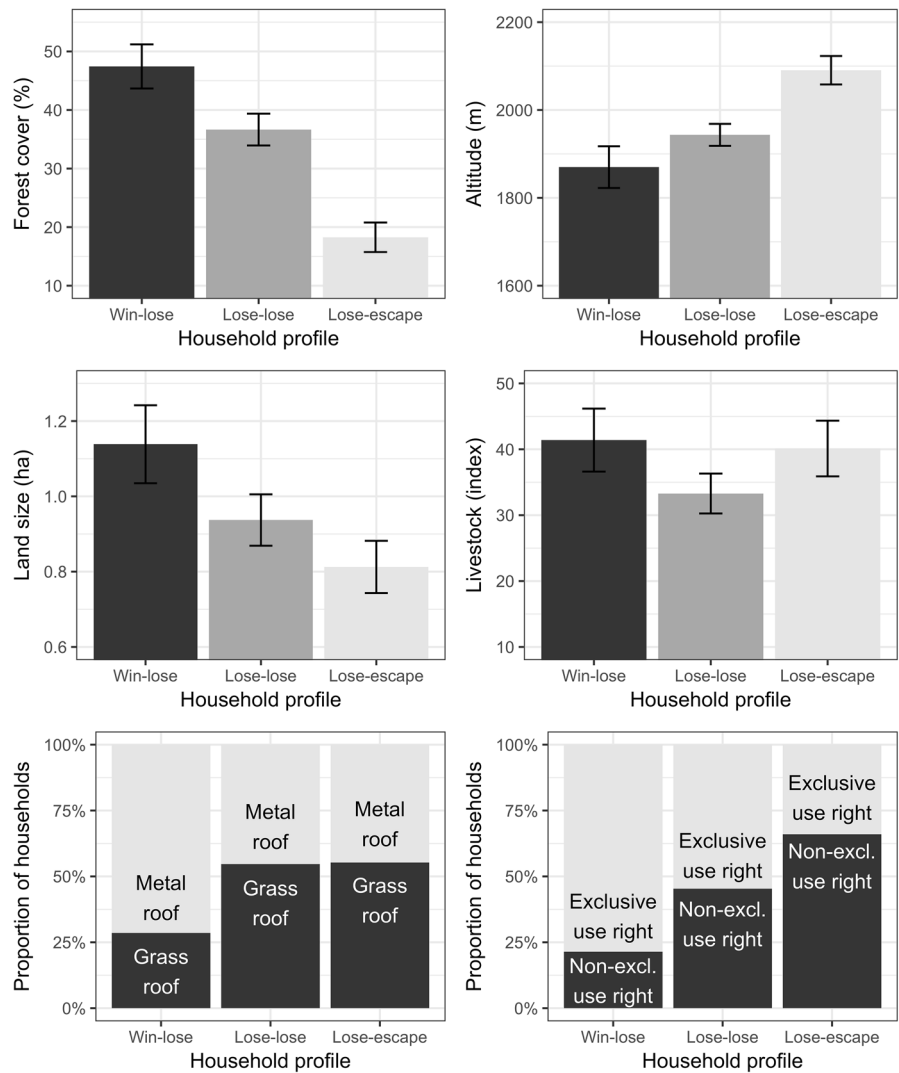 Forest cover (%)
50
40
30
20
10
Win-lose Lose-lose Lose-escape
Household profile
Altitude (m)
2200
2000
1800
1600
Win-lose Lose-lose Lose-escape
Household profile
Land size (ha)
1.2
1.0
0.8
0.6
Win-lose Lose-lose Lose-escape
Household profile
Livestock (index)
50
40
30
20
10
Win-lose Lose-lose Lose-escape
Household profile
Proportion of households
100%
75%
50%
25%
0%
Metal
roof
Grass
roof
Metal
roof
Grass
roof
Metal
roof
Grass
roof
Win-lose Lose-lose Lose-escape
Household profile
Proportion of households
100%
75%
50%
25%
0%
Exclusive
use right
Non-excl.
use right
Exclusive
use right
Non-excl.
use right
Exclusive
use right
Non-excl.
use right
Win-lose Lose-lose Lose-escape
Household profile